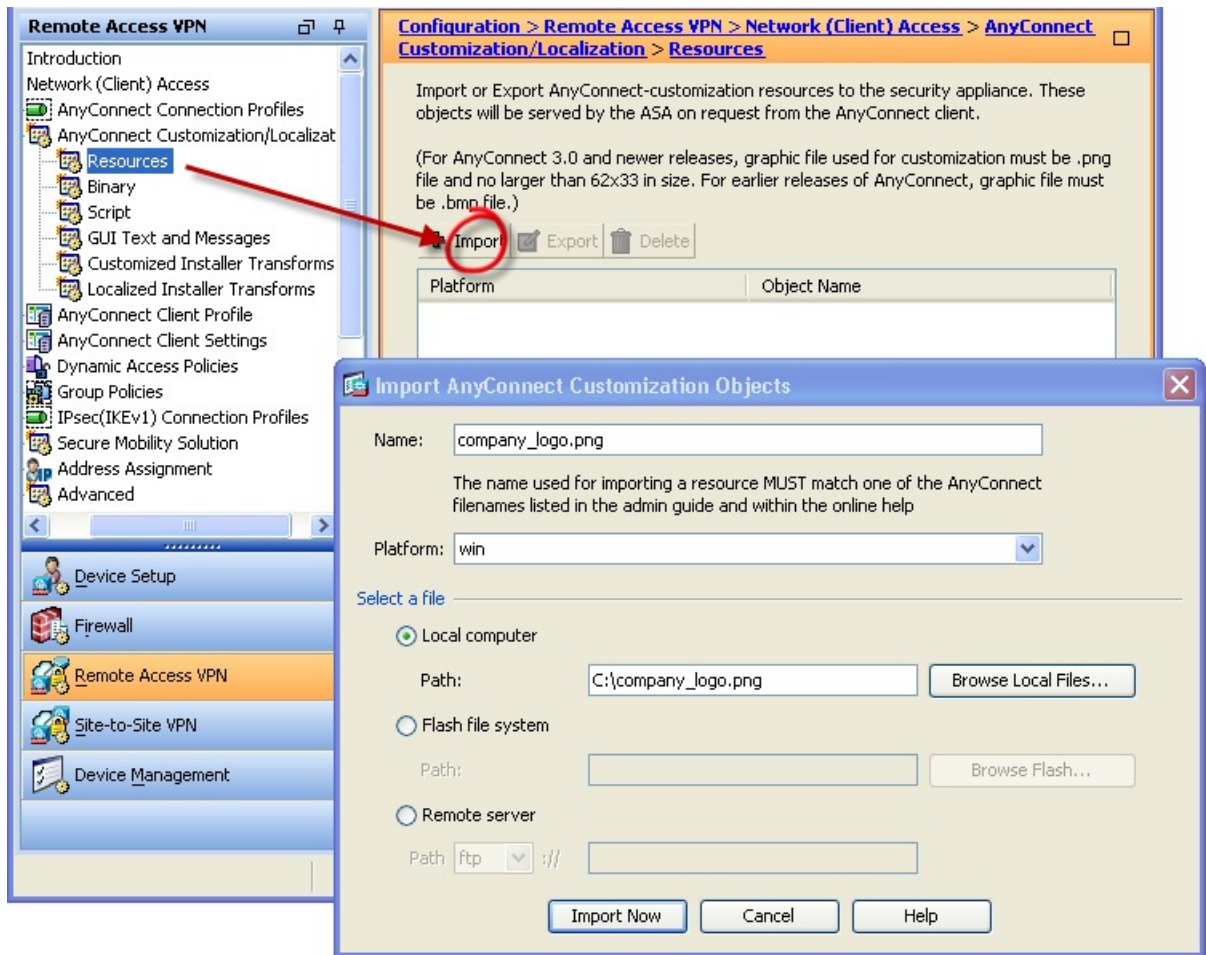 Remote Access VPN
Introduction
Network (Client) Access
AnyConnect Connection Profiles
AnyConnect Customization/Localizat
Resources
Binary
Script
GUI Text and Messages
Customized Installer Transforms
Localized Installer Transforms
AnyConnect Client Profile
AnyConnect Client Settings
Dynamic Access Policies
Group Policies
IPsec(IKEv1) Connection Profiles
Secure Mobility Solution
Address Assignment
Advanced
Device Setup
Firewall
Remote Access VPN
Site-to-Site VPN
Device Management
Configuration > Remote Access VPN > Network (Client) Access > AnyConnect
Customization/Localization > Resources
Import or Export AnyConnect-customization resources to the security appliance. These
objects will be served by the ASA on request from the AnyConnect client.
(For AnyConnect 3.0 and newer releases, graphic file used for customization must be .png
file and no larger than 62x33 in size. For earlier releases of AnyConnect, graphic file must
be .bmp file.)
Import Export Delete
Platform Object Name
Import AnyConnect Customization Objects
Name: company_logo.png
The name used for importing a resource MUST match one of the AnyConnect
filenames listed in the admin guide and within the online help
Platform: win
Select a file
Local computer
Path: C:\company_logo.png Browse Local Files...
Flash file system
Path: Browse Flash...
Remote server
Path ftp ://
Import Now Cancel Help